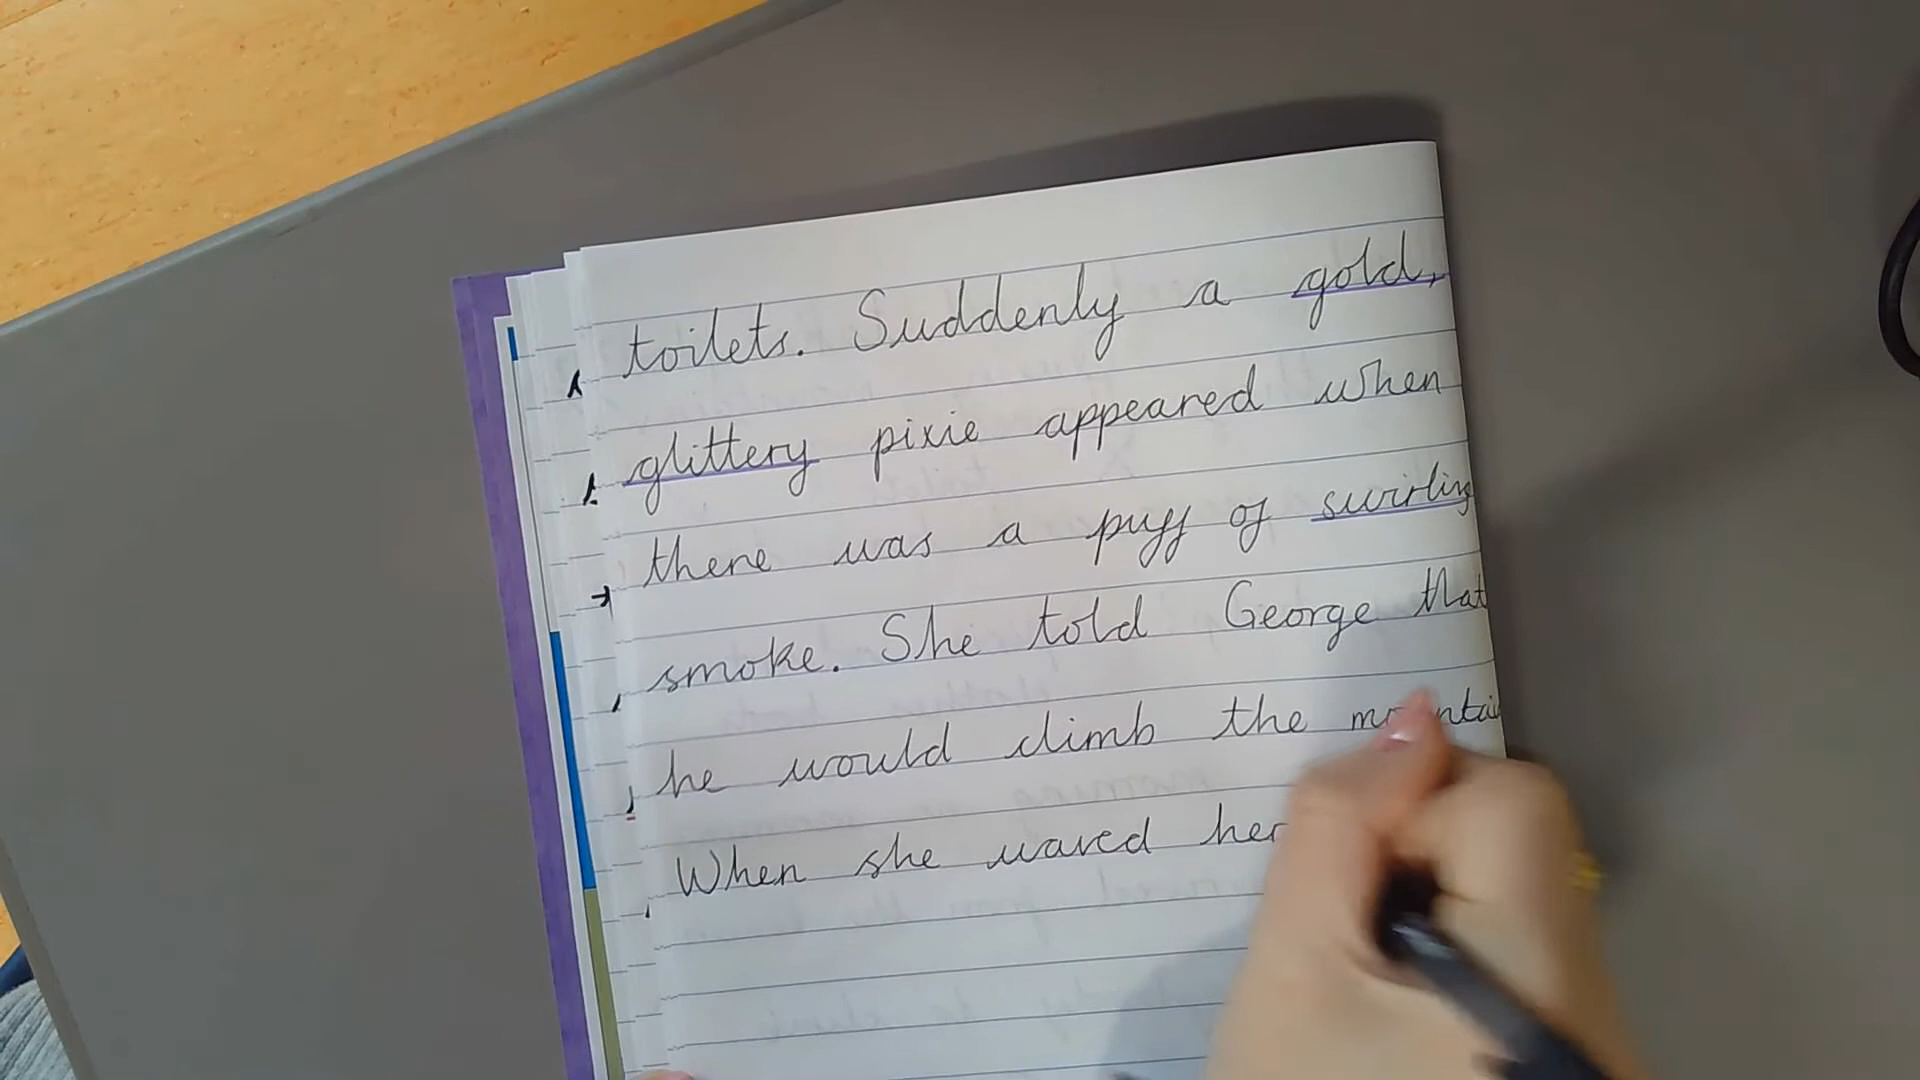 toilets. Suddenly a gold,
glittery pixie appeared when
there was a puff of swirling
smoke. She told George that
he would climb the
When she waved her